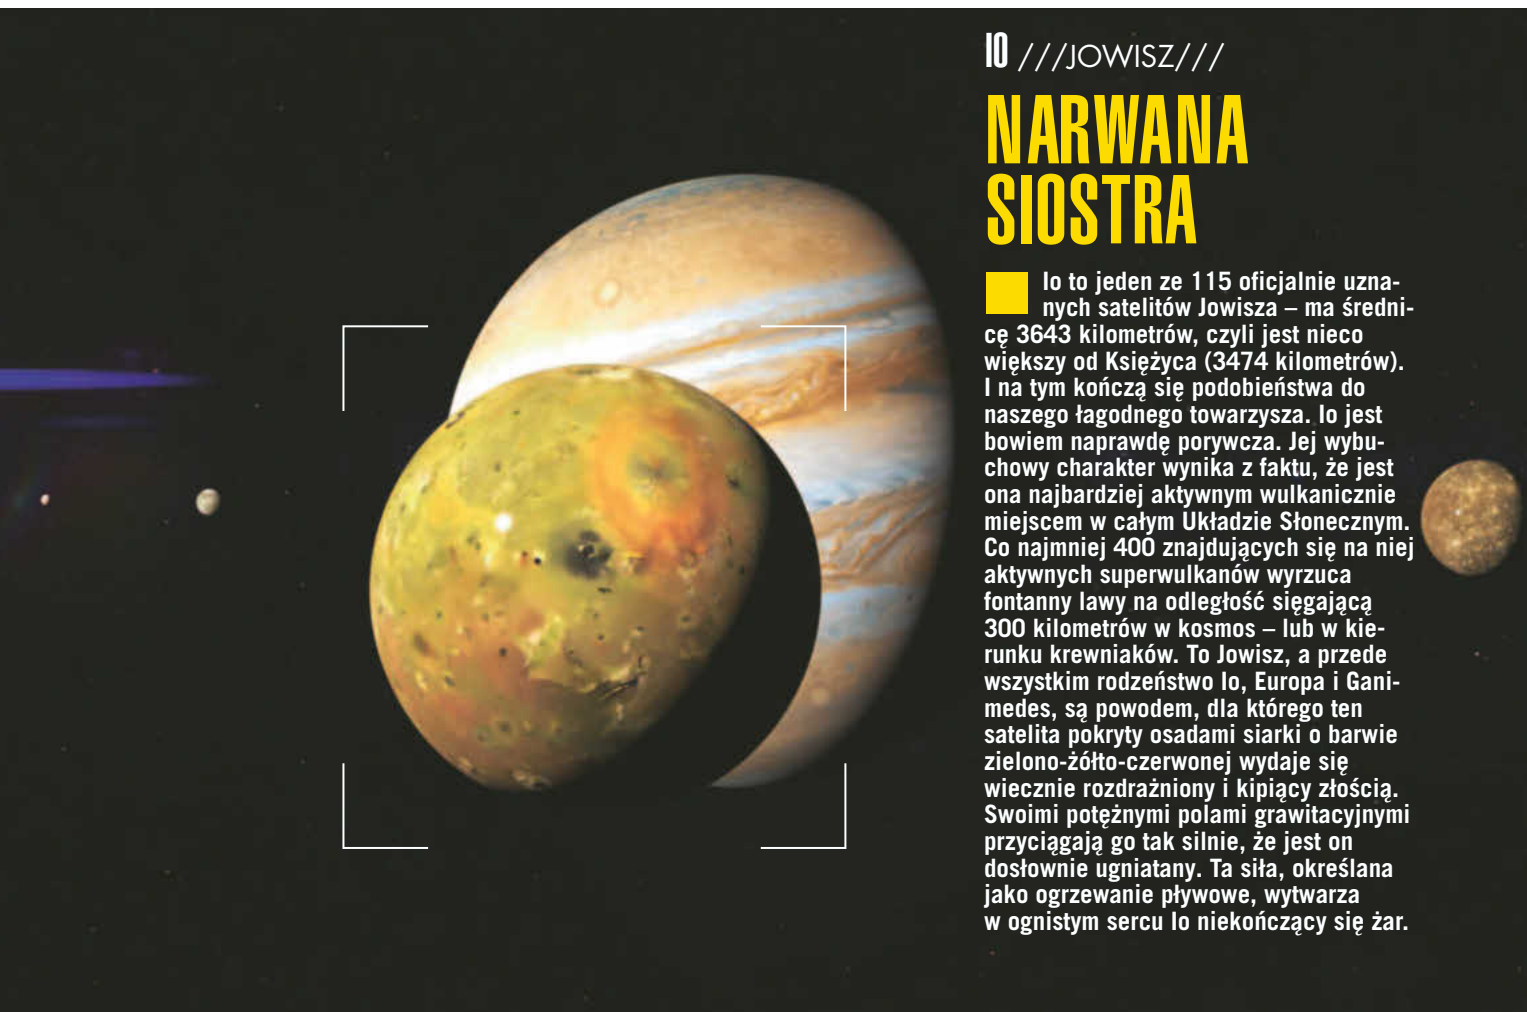 IO ///JOWISZ///
NARWANA
SIOSTRA
Io to jeden ze 115 oficjalnie uzna-
nych satelitów Jowisza – ma średni-
cę 3643 kilometrów, czyli jest nieco
większy od Księżyca (3474 kilometrów).
I na tym kończą się podobieństwa do
naszego łagodnego towarzysza. Io jest
bowiem naprawdę porywcza. Jej wybu-
chowy charakter wynika z faktu, że jest
ona najbardziej aktywnym wulkanicznie
miejscem w całym Układzie Słonecznym.
Co najmniej 400 znajdujących się na niej
aktywnych superwulkanów wyrzuca
fontanny lawy na odległość sięgającą
300 kilometrów w kosmos – lub w kie-
runku krewniaków. To Jowisz, a przede
wszystkim rodzeństwo Io, Europa i Gani-
medes, są powodem, dla którego ten
satelita pokryty osadami siarki o barwie
zielono-żółto-czerwonej wydaje się
wiecznie rozdrażniony i kipiący złością.
Swoimi potężnymi polami grawitacyjnymi
przyciągają go tak silnie, że jest on
dosłownie ugniatany. Ta siła, określana
jako ogrzewanie pływowe, wytwarza
w ognistym sercu Io niekończący się żar.